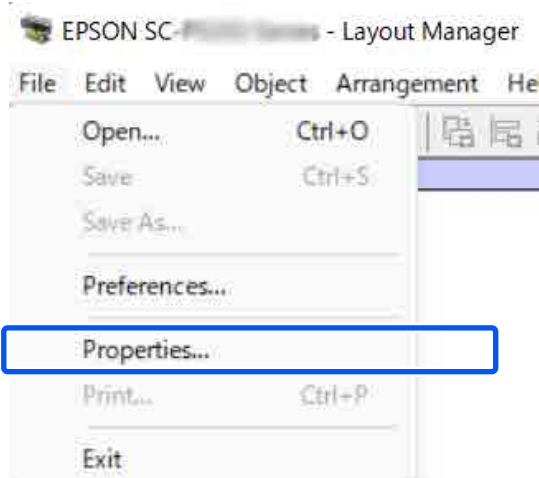 EPSON SC- - Layout Manager
File Edit View Object Arrangement He
Open... Ctrl+O
Save Ctrl+S
Save As...
Preferences...
Properties...
Print... Ctrl+P
Exit